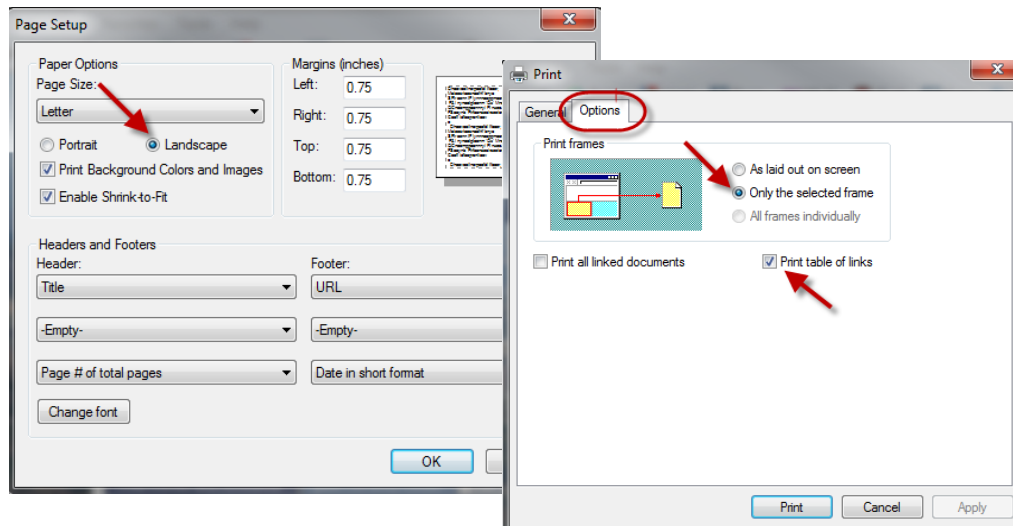 Page Setup
Paper Options
Page Size:
Letter
Portrait
Landscape
Print Background Colors and Images
Enable Shrink-to-Fit
Margins (inches)
Left: 0.75
Right: 0.75
Top: 0.75
Bottom: 0.75
Headers and Footers
Header:
Footer:
Title
URL
-Empty-
-Empty-
Page # of total pages
Date in short format
Change font
OK
Print
General
Options
Print frames
As laid out on screen
Only the selected frame
All frames individually
Print all linked documents
Print table of links
Print
Cancel
Apply